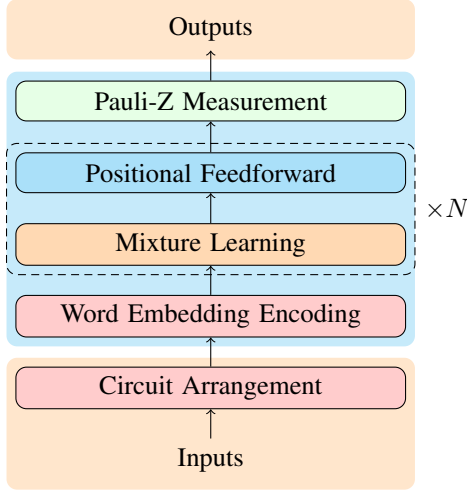 Outputs
Pauli-Z Measurement
Positional Feedforward
×N
Mixture Learning
Word Embedding Encoding
Circuit Arrangement
Inputs